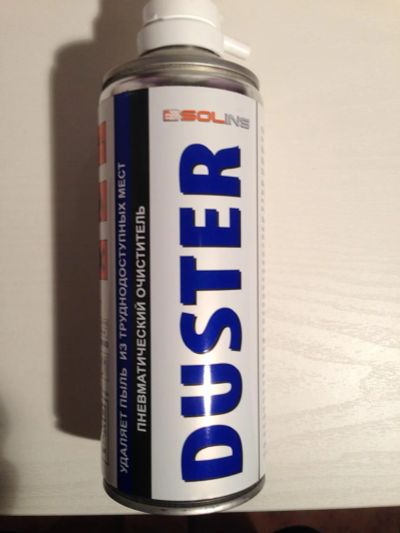 SOLINS
DUSTER
ПНЕВМАТИЧЕСКИЙ ОЧИСТИТЕЛЬ
УДАЛЯЕТ ПЫЛЬ ИЗ ТРУДНОДОСТУПНЫХ МЕСТ